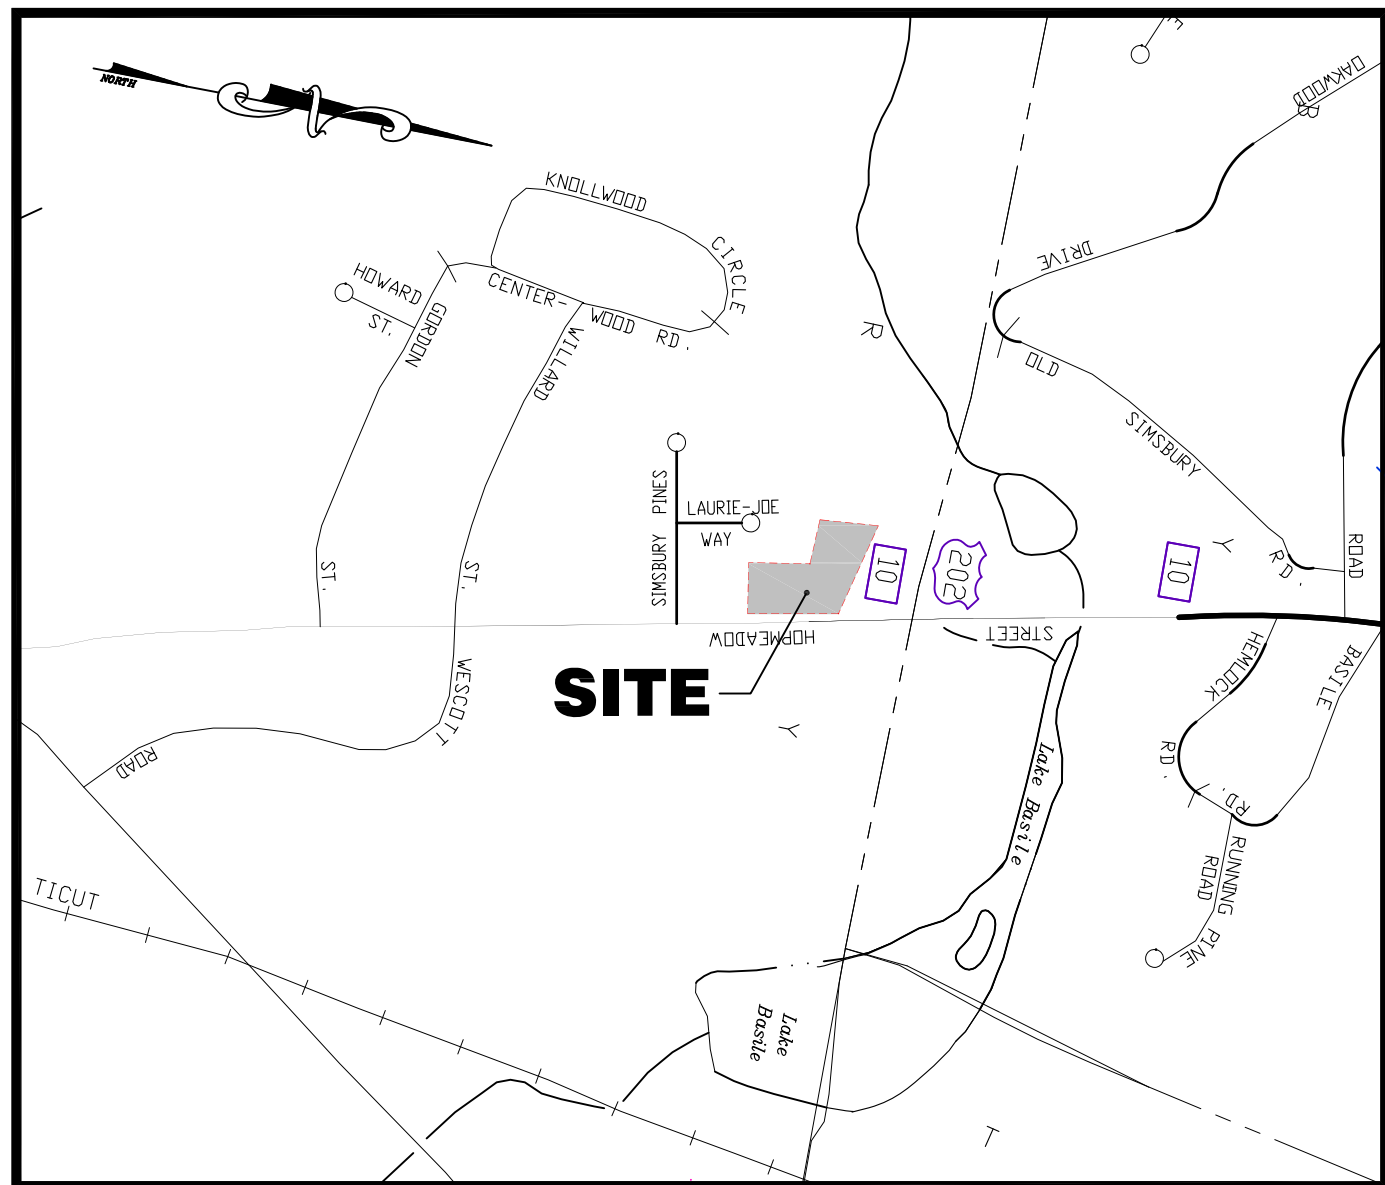 NORTH
OAKWOOD
KNOLLWOOD
CIRCLE
DRIVE
HOWARD
ST.
GORDON
CENTER-
WOOD RD.
WILLARD
R
OLD
SIMSBURY
RD.
ROAD
SIMSBURY PINES
LAURIE-JOE
WAY
10
202
10
Y
ST.
ST.
HOPMEADOW
STREET
SITE
WESCOTT
ROAD
Y
HEMLOCK
RD.
BASILE
RD.
Lake Basile
RUNNING PINE
ROAD
TICUT
Lake
Basile
T